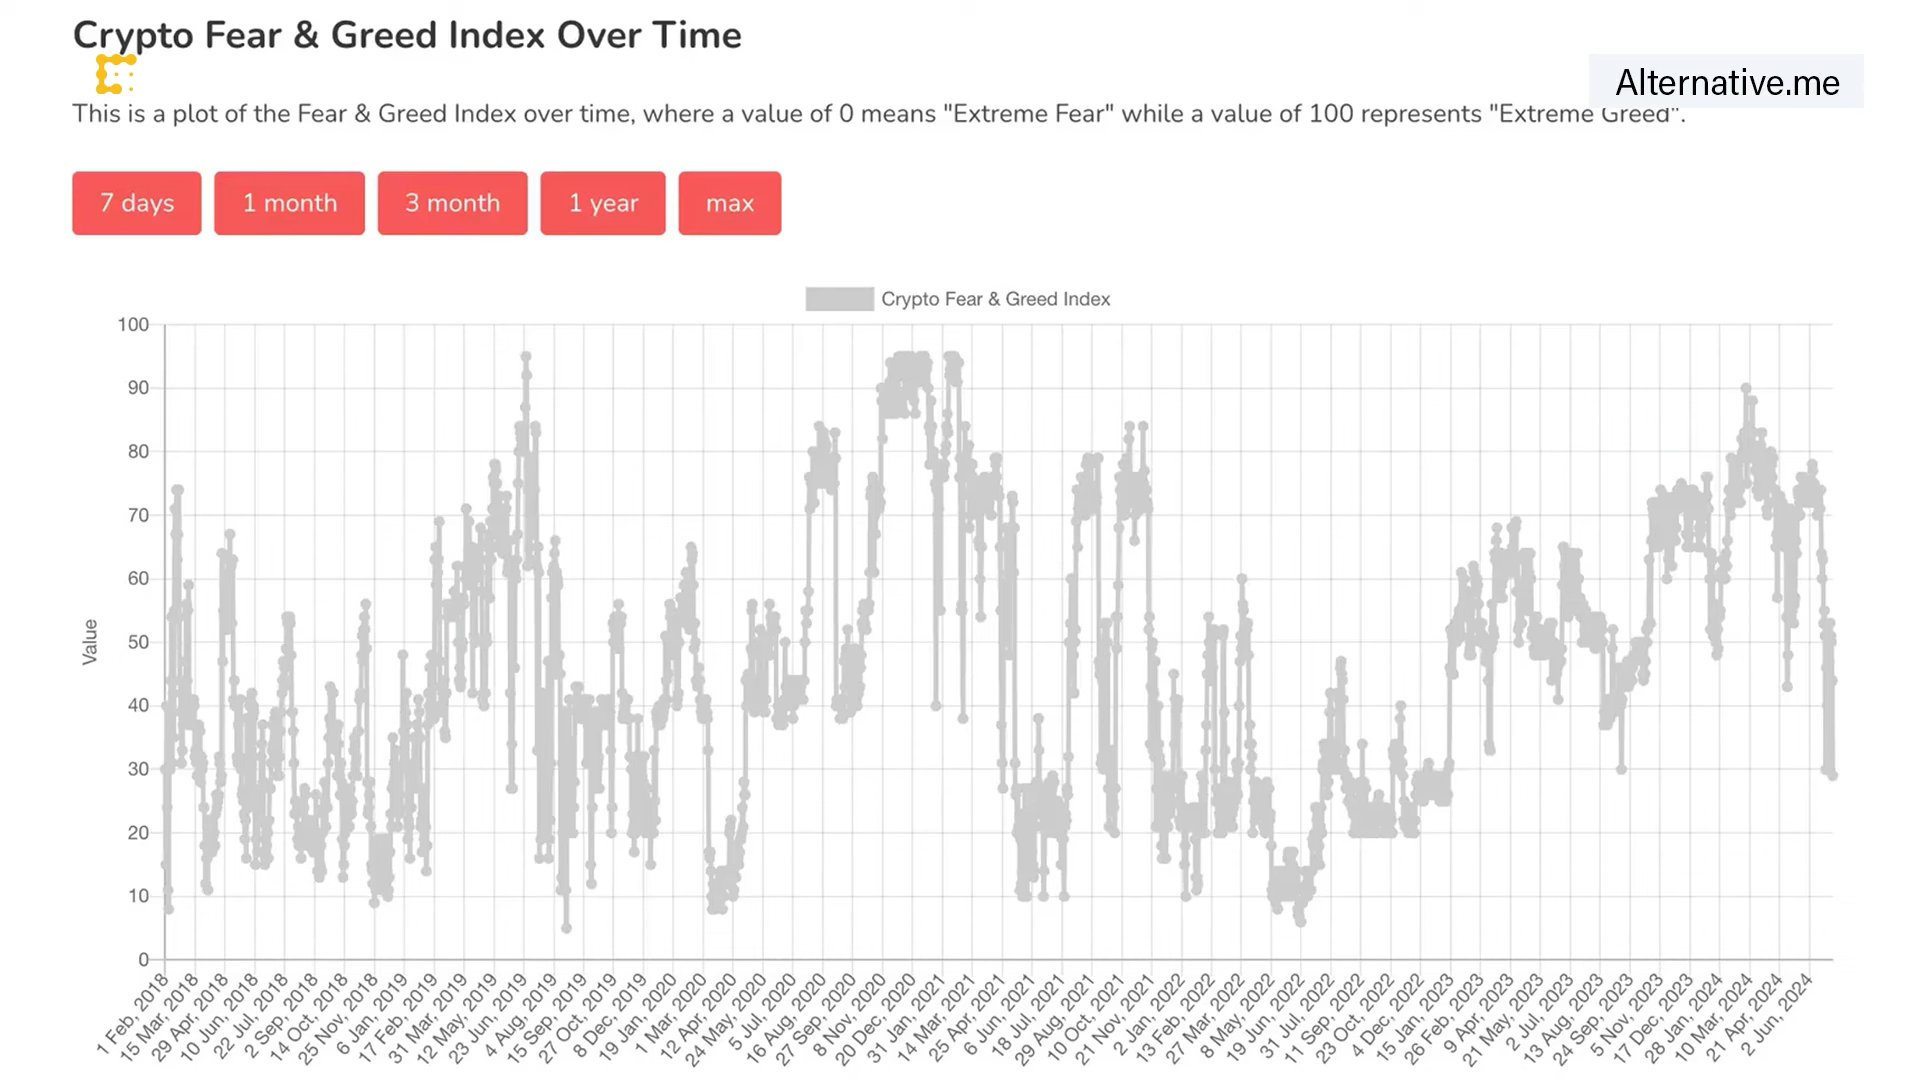 Crypto Fear & Greed Index Over Time
Alternative.me
This is a plot of the Fear & Greed Index over time, where a value of 0 means "Extreme Fear" while a value of 100 represents "Extreme Greed".
7 days 1 month 3 month 1 year max
Crypto Fear & Greed Index
100
90
80
70
60
50
40
30
20
10
0
Value
1 Feb, 2018
15 Mar, 2018
29 Apr, 2018
10 Jun, 2018
22 Jul, 2018
2 Sep, 2018
14 Oct, 2018
25 Nov, 2018
6 Jan, 2019
17 Feb, 2019
31 Mar, 2019
12 May, 2019
23 Jun, 2019
4 Aug, 2019
15 Sep, 2019
27 Oct, 2019
8 Dec, 2019
19 Jan, 2020
1 Mar, 2020
12 Apr, 2020
24 May, 2020
5 Jul, 2020
16 Aug, 2020
27 Sep, 2020
8 Nov, 2020
20 Dec, 2020
31 Jan, 2021
14 Mar, 2021
25 Apr, 2021
6 Jun, 2021
18 Jul, 2021
29 Aug, 2021
10 Oct, 2021
21 Nov, 2021
2 Jan, 2022
13 Feb, 2022
27 Mar, 2022
8 May, 2022
19 Jun, 2022
31 Jul, 2022
11 Sep, 2022
23 Oct, 2022
4 Dec, 2022
15 Jan, 2023
26 Feb, 2023
9 Apr, 2023
21 May, 2023
2 Jul, 2023
13 Aug, 2023
24 Sep, 2023
5 Nov, 2023
17 Dec, 2023
28 Jan, 2024
10 Mar, 2024
21 Apr, 2024
2 Jun, 2024